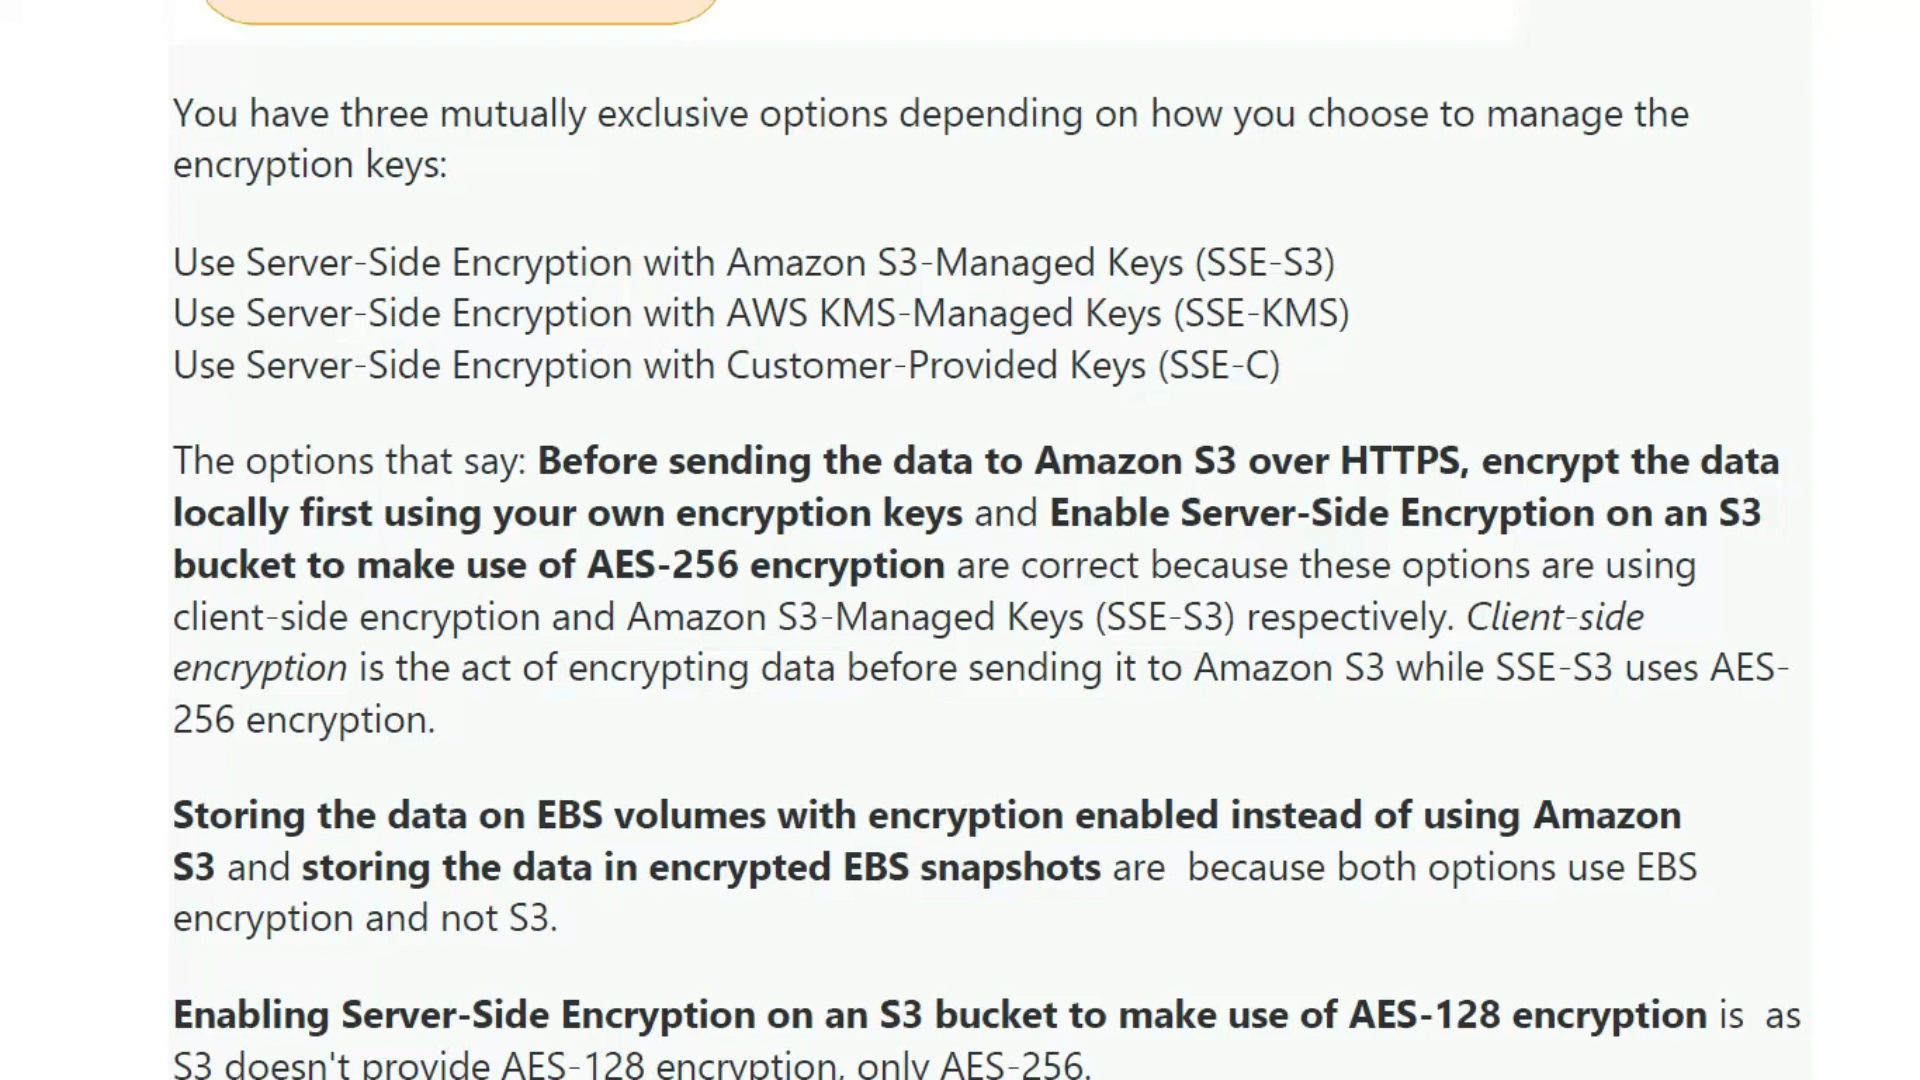 You have three mutually exclusive options depending on how you choose to manage the
encryption keys:
Use Server-Side Encryption with Amazon S3-Managed Keys (SSE-S3)
Use Server-Side Encryption with AWS KMS-Managed Keys (SSE-KMS)
Use Server-Side Encryption with Customer-Provided Keys (SSE-C)
The options that say: Before sending the data to Amazon S3 over HTTPS, encrypt the data
locally first using your own encryption keys and Enable Server-Side Encryption on an S3
bucket to make use of AES-256 encryption are correct because these options are using
client-side encryption and Amazon S3-Managed Keys (SSE-S3) respectively. Client-side
encryption is the act of encrypting data before sending it to Amazon S3 while SSE-S3 uses AES-
256 encryption.
Storing the data on EBS volumes with encryption enabled instead of using Amazon
S3 and storing the data in encrypted EBS snapshots are  because both options use EBS
encryption and not S3.
Enabling Server-Side Encryption on an S3 bucket to make use of AES-128 encryption is  as
S3 doesn't provide AES-128 encryption, only AES-256.